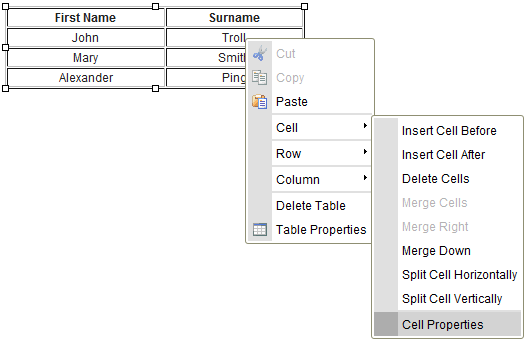 First Name Surname
John Troll
Mary Smith
Alexander Ping
Cut
Copy
Paste
Cell
Row
Column
Delete Table
Table Properties
Insert Cell Before
Insert Cell After
Delete Cells
Merge Cells
Merge Right
Merge Down
Split Cell Horizontally
Split Cell Vertically
Cell Properties